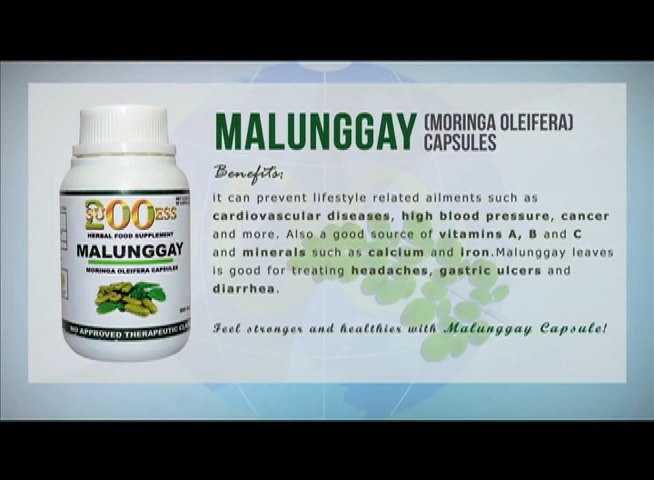 MALUNGGAY (MORINGA OLEIFERA)
CAPSULES
Benefits:
it can prevent lifestyle related ailments such as
cardiovascular diseases, high blood pressure, cancer
and more. Also a good source of vitamins A, B and C
and minerals such as calcium and iron.Malunggay leaves
is good for treating headaches, gastric ulcers and
diarrhea.
Feel stronger and healthier with Malunggay Capsule!
SU200ESS
HERBAL FOOD SUPPLEMENT
MALUNGGAY
MORINGA OLEIFERA CAPSULES
NO APPROVED THERAPEUTIC